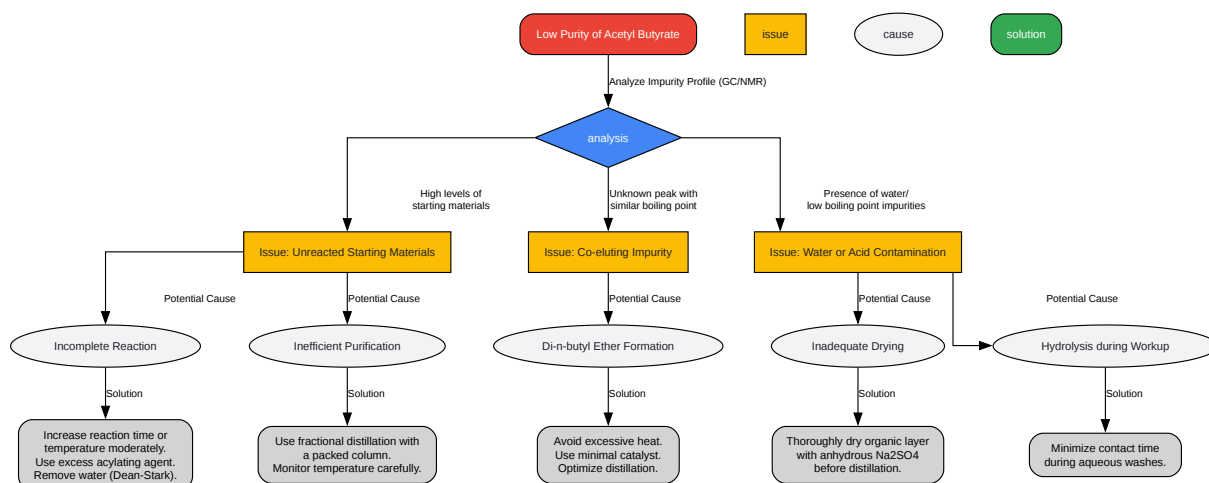 Low Purity of Acetyl Butyrate
issue
cause
solution
Analyze Impurity Profile (GC/NMR)
analysis
High levels of
starting materials
Unknown peak with
similar boiling point
Presence of water/
low boiling point impurities
Issue: Unreacted Starting Materials
Issue: Co-eluting Impurity
Issue: Water or Acid Contamination
Potential Cause
Potential Cause
Potential Cause
Potential Cause
Potential Cause
Incomplete Reaction
Inefficient Purification
Di-n-butyl Ether Formation
Inadequate Drying
Hydrolysis during Workup
Solution
Solution
Solution
Solution
Solution
Increase reaction time or
temperature moderately.
Use excess acylating agent.
Remove water (Dean-Stark).
Use fractional distillation with
a packed column.
Monitor temperature carefully.
Avoid excessive heat.
Use minimal catalyst.
Optimize distillation.
Thoroughly dry organic layer
with anhydrous Na2SO4
before distillation.
Minimize contact time
during aqueous washes.